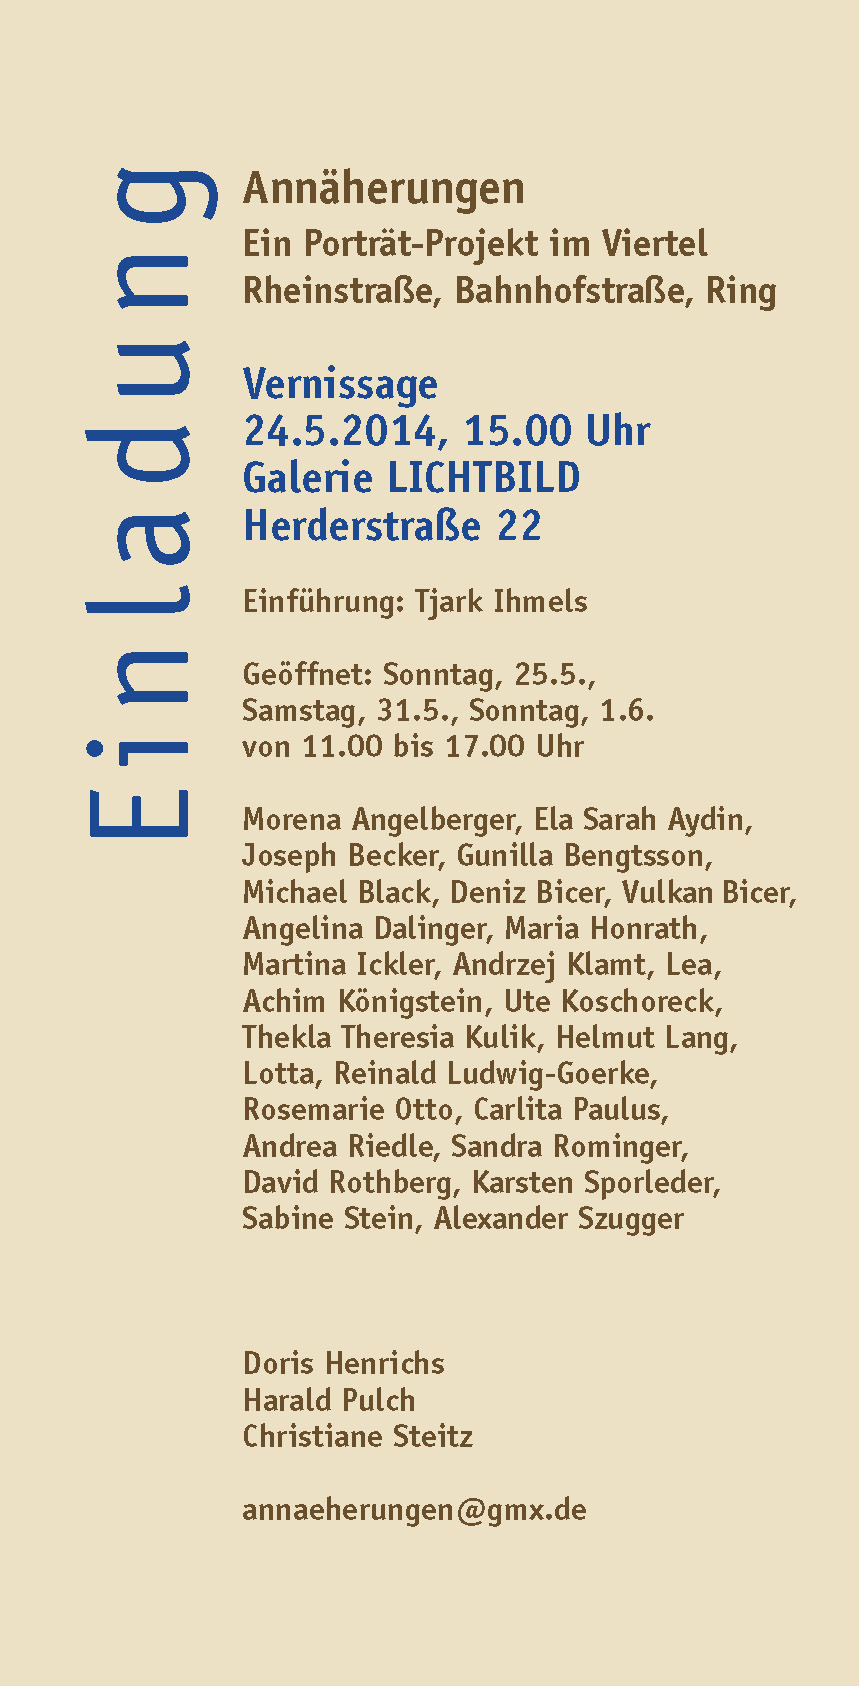 Einladung
Annäherungen
Ein Porträt-Projekt im Viertel
Rheinstraße, Bahnhofstraße, Ring
Vernissage
24.5.2014, 15.00 Uhr
Galerie LICHTBILD
Herderstraße 22
Einführung: Tjark Ihmels
Geöffnet: Sonntag, 25.5.,
Samstag, 31.5., Sonntag, 1.6.
von 11.00 bis 17.00 Uhr
Morena Angelberger, Ela Sarah Aydin,
Joseph Becker, Gunilla Bengtsson,
Michael Black, Deniz Bicer, Vulkan Bicer,
Angelina Dalinger, Maria Honrath,
Martina Ickler, Andrzej Klamt, Lea,
Achim Königstein, Ute Koschoreck,
Thekla Theresia Kulik, Helmut Lang,
Lotta, Reinald Ludwig-Goerke,
Rosemarie Otto, Carlita Paulus,
Andrea Riedle, Sandra Rominger,
David Rothberg, Karsten Sporleder,
Sabine Stein, Alexander Szugger
Doris Henrichs
Harald Pulch
Christiane Steitz
annaeherungen@gmx.de